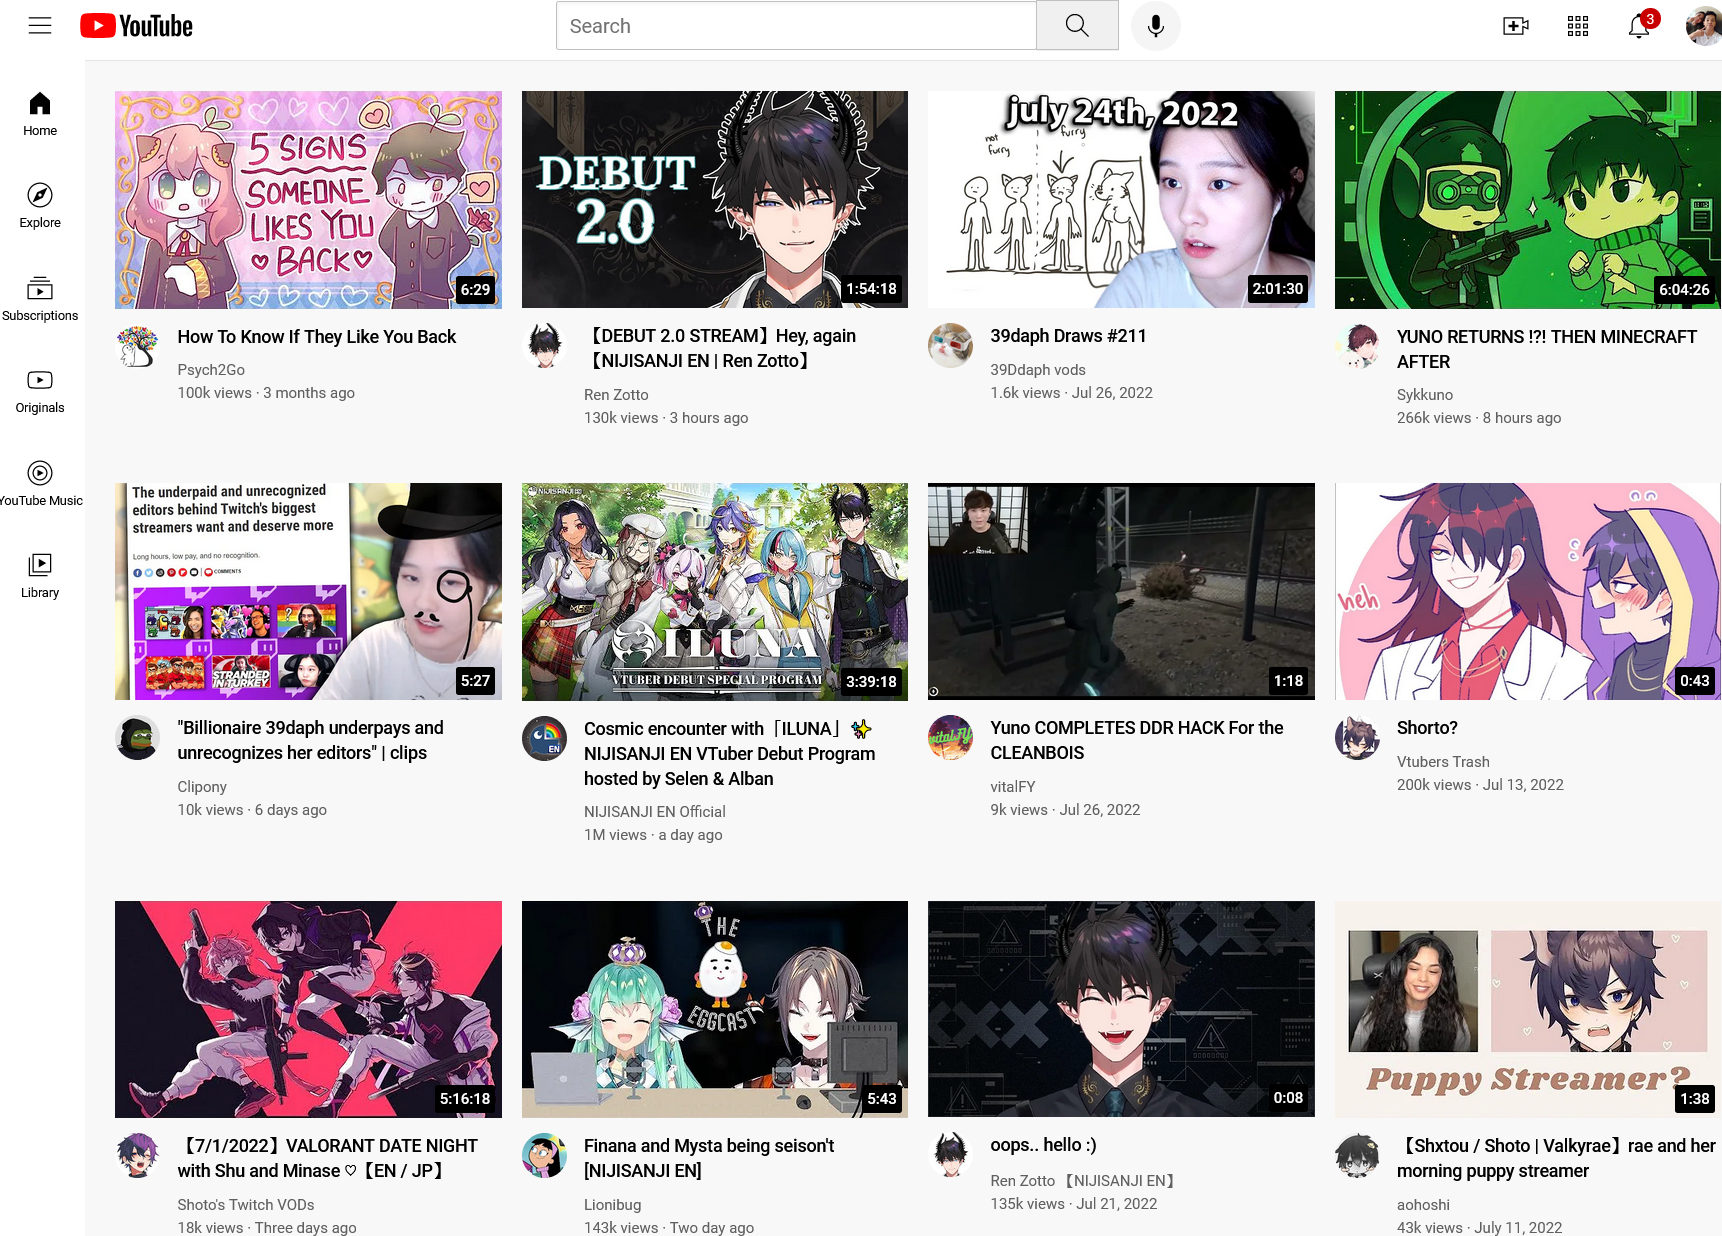 YouTube
Search
3
Home
Explore
Subscriptions
Originals
YouTube Music
Library
5 SIGNS
SOMEONE
LIKES YOU
BACK
6:29
How To Know If They Like You Back
Psych2Go
100k views · 3 months ago
DEBUT
2.0
1:54:18
【DEBUT 2.0 STREAM】Hey, again
【NIJISANJI EN | Ren Zotto】
Ren Zotto
130k views · 3 hours ago
july 24th, 2022
not
furry
furry
2:01:30
39daph Draws #211
39Ddaph vods
1.6k views · Jul 26, 2022
6:04:26
YUNO RETURNS !?! THEN MINECRAFT
AFTER
Sykkuno
266k views · 8 hours ago
The underpaid and unrecognized
editors behind Twitch's biggest
streamers want and deserve more
Long hours, low pay, and no recognition.
COMMENTS
STRANDED
IN TURKEY
5:27
"Billionaire 39daph underpays and
unrecognizes her editors" | clips
Clipony
10k views · 6 days ago
NIJISANJI
ILUNA
VTUBER DEBUT SPECIAL PROGRAM
3:39:18
EN
Cosmic encounter with「ILUNA」✨
NIJISANJI EN VTuber Debut Program
hosted by Selen & Alban
NIJISANJI EN Official
1M views · a day ago
1:18
vitalFY
Yuno COMPLETES DDR HACK For the
CLEANBOIS
vitalFY
9k views · Jul 26, 2022
heh
0:43
Shorto?
Vtubers Trash
200k views · Jul 13, 2022
5:16:18
【7/1/2022】VALORANT DATE NIGHT
with Shu and Minase ♡【EN / JP】
Shoto's Twitch VODs
18k views · Three days ago
THE
EGGCAST
5:43
Finana and Mysta being seison't
[NIJISANJI EN]
Lionibug
143k views · Two day ago
0:08
oops.. hello :)
Ren Zotto 【NIJISANJI EN】
135k views · Jul 21, 2022
Puppy Streamer?
1:38
【Shxtou / Shoto | Valkyrae】rae and her
morning puppy streamer
aohoshi
43k views · July 11, 2022